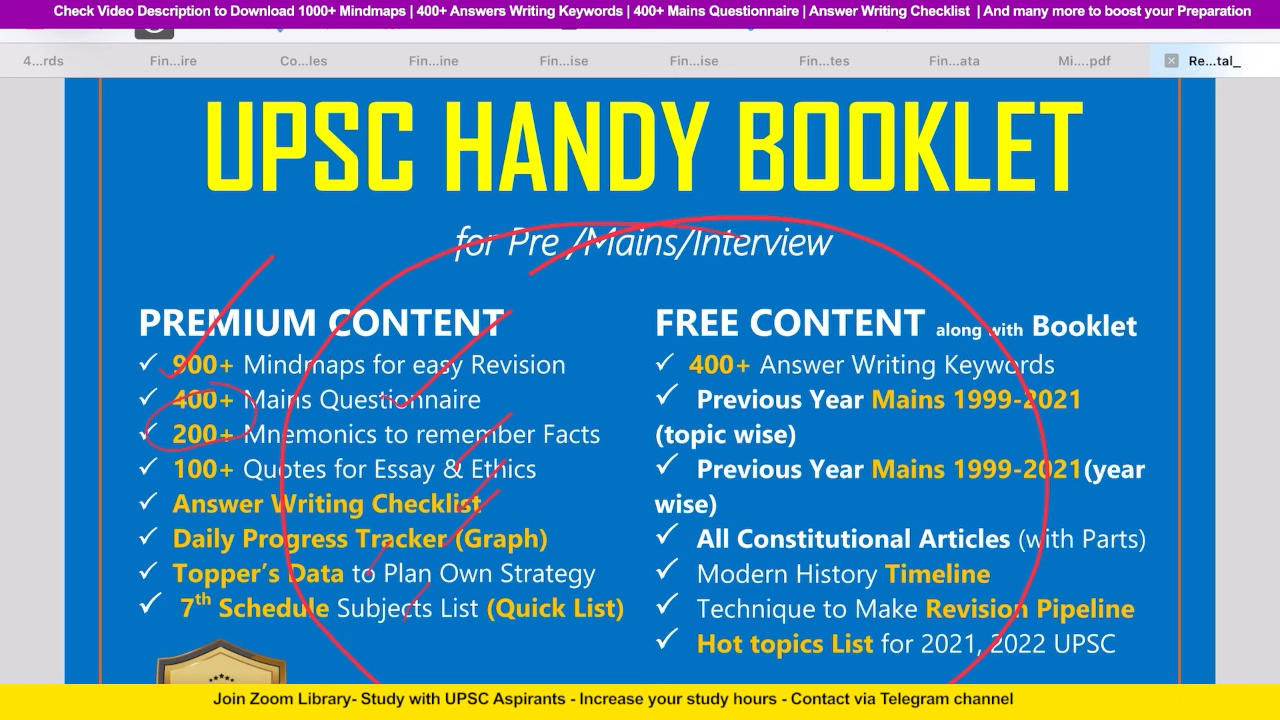 Check Video Description to Download 1000+ Mindmaps | 400+ Answers Writing Keywords | 400+ Mains Questionnaire | Answer Writing Checklist | And many more to boost your Preparation
4...rds Fin...ire Co...les Fin...ine Fin...ise Fin...ise Fin...tes Fin...ata Mi....pdf Re...tal_
UPSC HANDY BOOKLET
for Pre /Mains/Interview
PREMIUM CONTENT
✓ 900+ Mindmaps for easy Revision
✓ 400+ Mains Questionnaire
✓ 200+ Mnemonics to remember Facts
✓ 100+ Quotes for Essay & Ethics
✓ Answer Writing Checklist
✓ Daily Progress Tracker (Graph)
✓ Topper's Data to Plan Own Strategy
✓ 7th Schedule Subjects List (Quick List)
FREE CONTENT along with Booklet
✓ 400+ Answer Writing Keywords
✓ Previous Year Mains 1999-2021
(topic wise)
✓ Previous Year Mains 1999-2021(year
wise)
✓ All Constitutional Articles (with Parts)
✓ Modern History Timeline
✓ Technique to Make Revision Pipeline
✓ Hot topics List for 2021, 2022 UPSC
Join Zoom Library- Study with UPSC Aspirants - Increase your study hours - Contact via Telegram channel